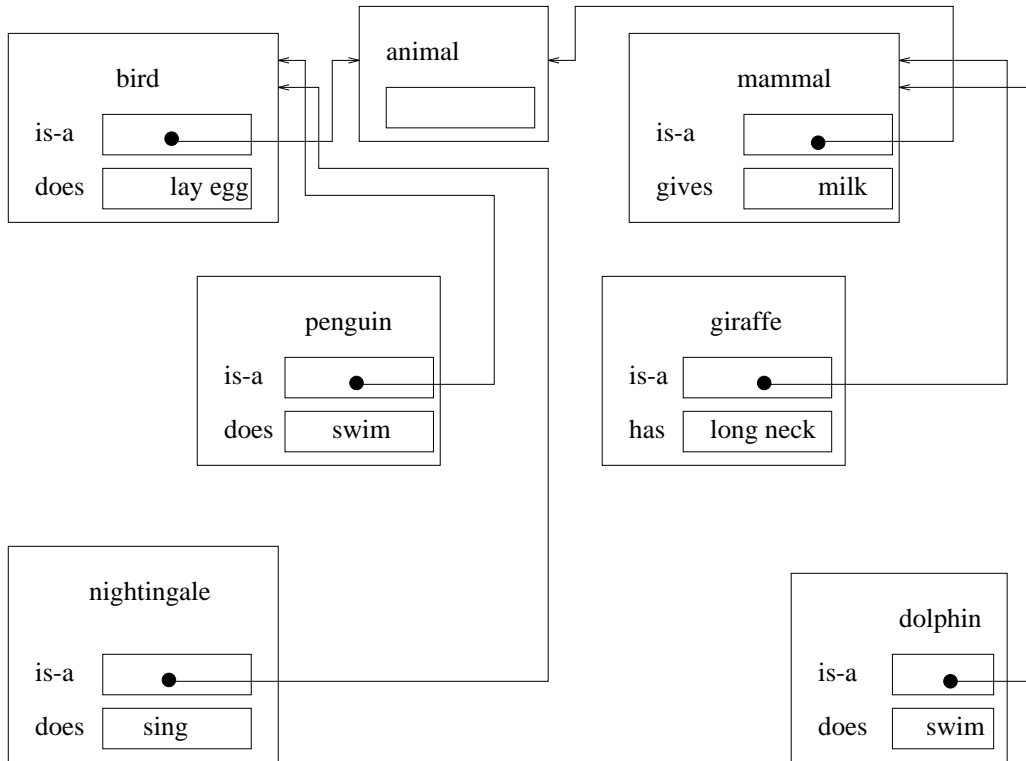 animal
bird
is-a
does lay egg
mammal
is-a
gives milk
penguin
is-a
does swim
giraffe
is-a
has long neck
nightingale
is-a
does sing
dolphin
is-a
does swim